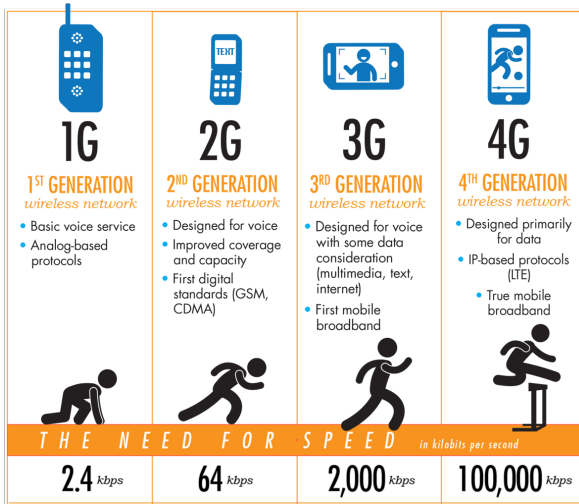 TEXT
1G
1ST GENERATION
wireless network
• Basic voice service
• Analog-based
protocols
2G
2ND GENERATION
wireless network
• Designed for voice
• Improved coverage
and capacity
• First digital
standards (GSM,
CDMA)
3G
3RD GENERATION
wireless network
• Designed for voice
with some data
consideration
(multimedia, text,
internet)
• First mobile
broadband
4G
4TH GENERATION
wireless network
• Designed primarily
for data
• IP-based protocols
(LTE)
• True mobile
broadband
THE NEED FOR SPEED in kilobits per second
2.4 kbps
64 kbps
2,000 kbps
100,000 kbps